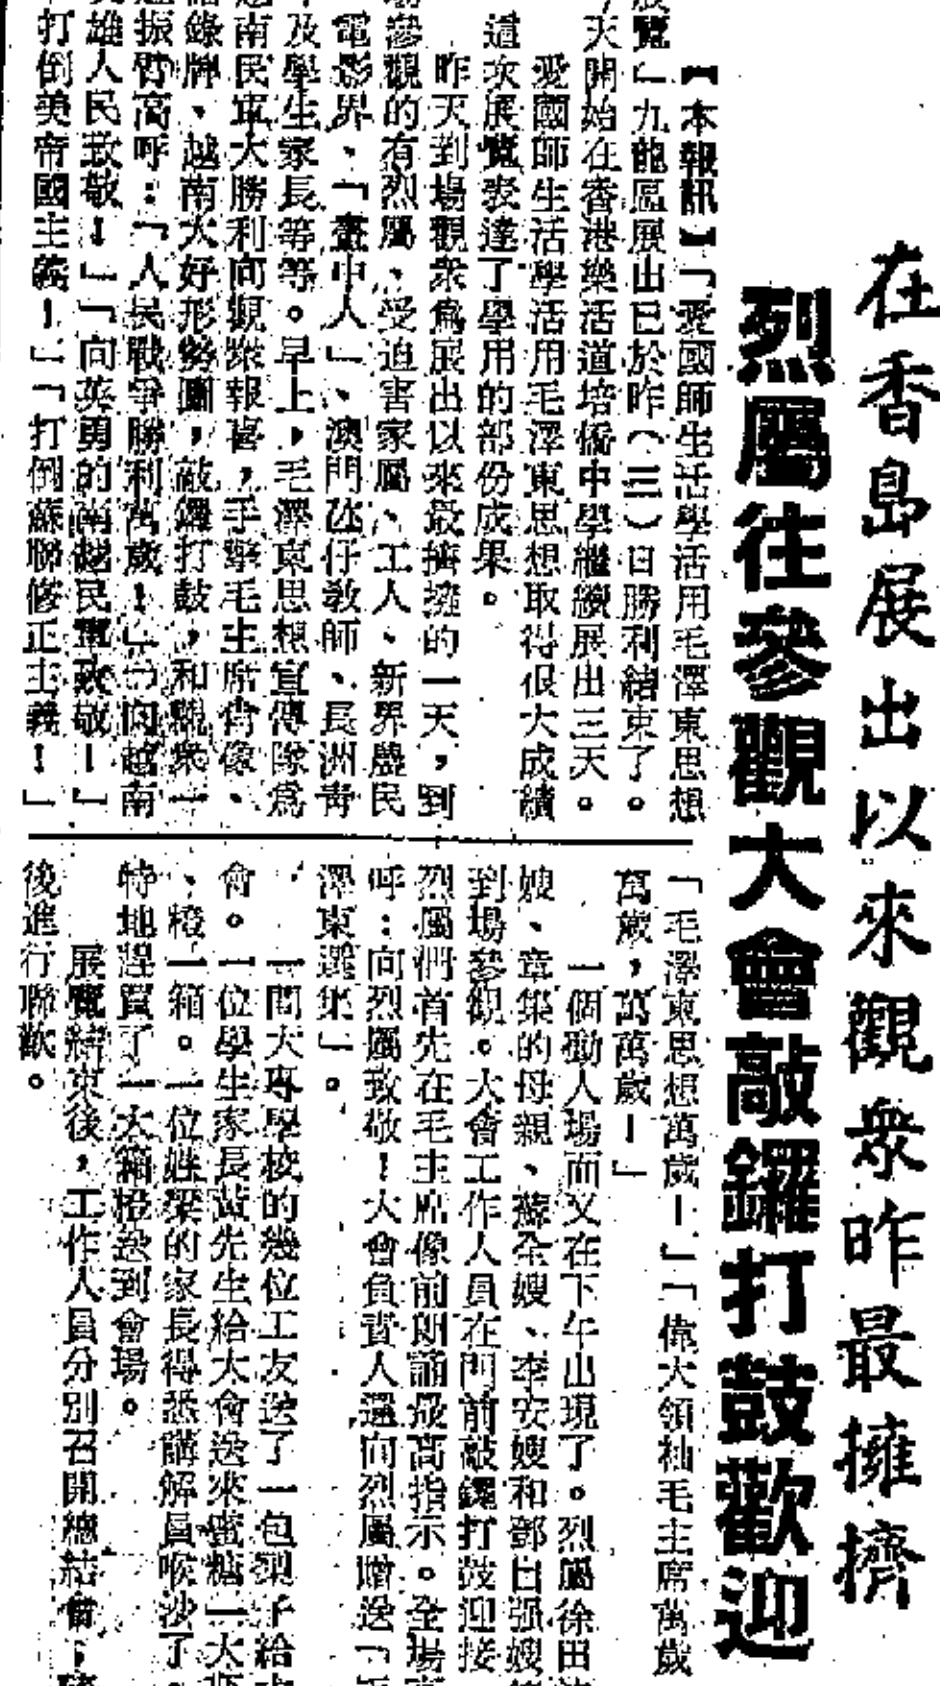 在香島展出以來觀衆昨最擁擠
烈屬往參觀大會敲鑼打鼓歡迎
【本報訊】「愛國師生活學活用毛澤東思想
展覽」九龍區展出已於昨（三）日勝利結束了。
天開始在香港樂活道培僑中學繼續展出三天。
愛國師生活學活用毛澤東思想取得很大成績
這次展覽表達了學用的部份成果。
昨天到場觀衆爲展出以來最擠擁的一天，到
場參觀的有烈屬、受迫害家屬、工人、新界農民
電影界、「畫中人」、澳門氹仔教師、長洲青
及學生家長等等。早上，毛澤東思想宣傳隊爲
越南民軍大勝利向觀衆報喜，手擎毛主席肖像、
語錄牌、越南大好形勢圖，敲鑼打鼓，和觀衆一
振臂高呼：「人民戰爭勝利萬歲！」「向越南
英雄人民致敬！」「向英勇的南越民軍致敬！」
打倒美帝國主義！」「打倒蘇聯修正主義！」
「毛澤東思想萬歲！」「偉大領袖毛主席萬歲
萬歲，萬萬歲！」
一個動人場面又在下午出現了。烈屬徐田
嫂、章集的母親、蘇全嫂、李安嫂和鄧自强嫂
到場參觀。大會工作人員在門前敲鑼打鼓迎接
烈屬們首先在毛主席像前朗誦最高指示。全場
呼：向烈屬致敬！大會負責人還向烈屬贈送「毛
澤東選集」。
一間大專學校的幾位工友送了一包梨子給
會。一位學生家長黃先生給大會送來蜜糖一大瓶
、橙一箱。一位姓梁的家長得悉講解員喉沙了，
特地買了一大箱橙送到會場。
展覽結束後，工作人員分別召開總結會，
後進行聯歡。